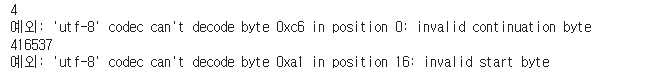 4
예외: 'utf-8' codec can't decode byte 0xc6 in position 0: invalid continuation byte
416537
예외: 'utf-8' codec can't decode byte 0xa1 in position 16: invalid start byte